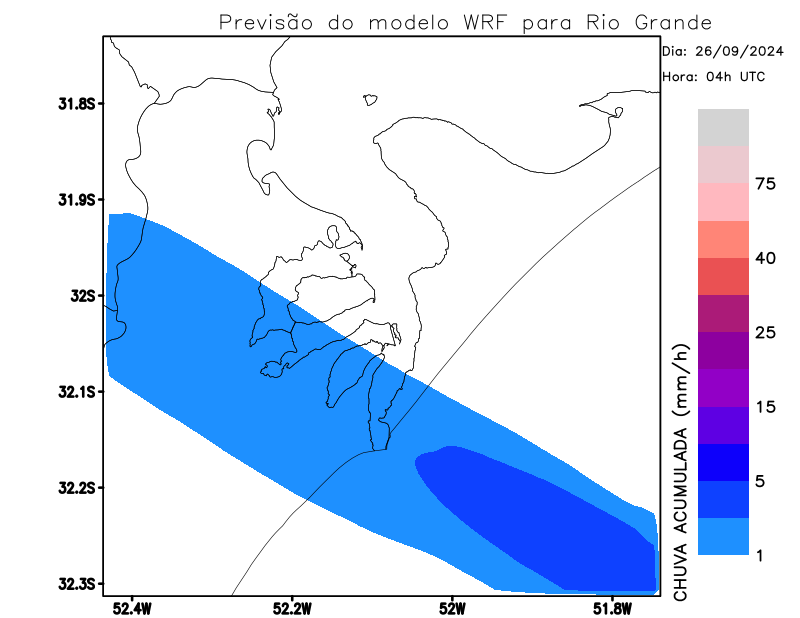 Previsão do modelo WRF para Rio Grande
Dia: 26/09/2024
Hora: 04h UTC
31.8S
31.9S
32S
32.1S
32.2S
32.3S
52.4W 52.2W 52W 51.8W
75
40
25
15
5
1
CHUVA ACUMULADA (mm/h)